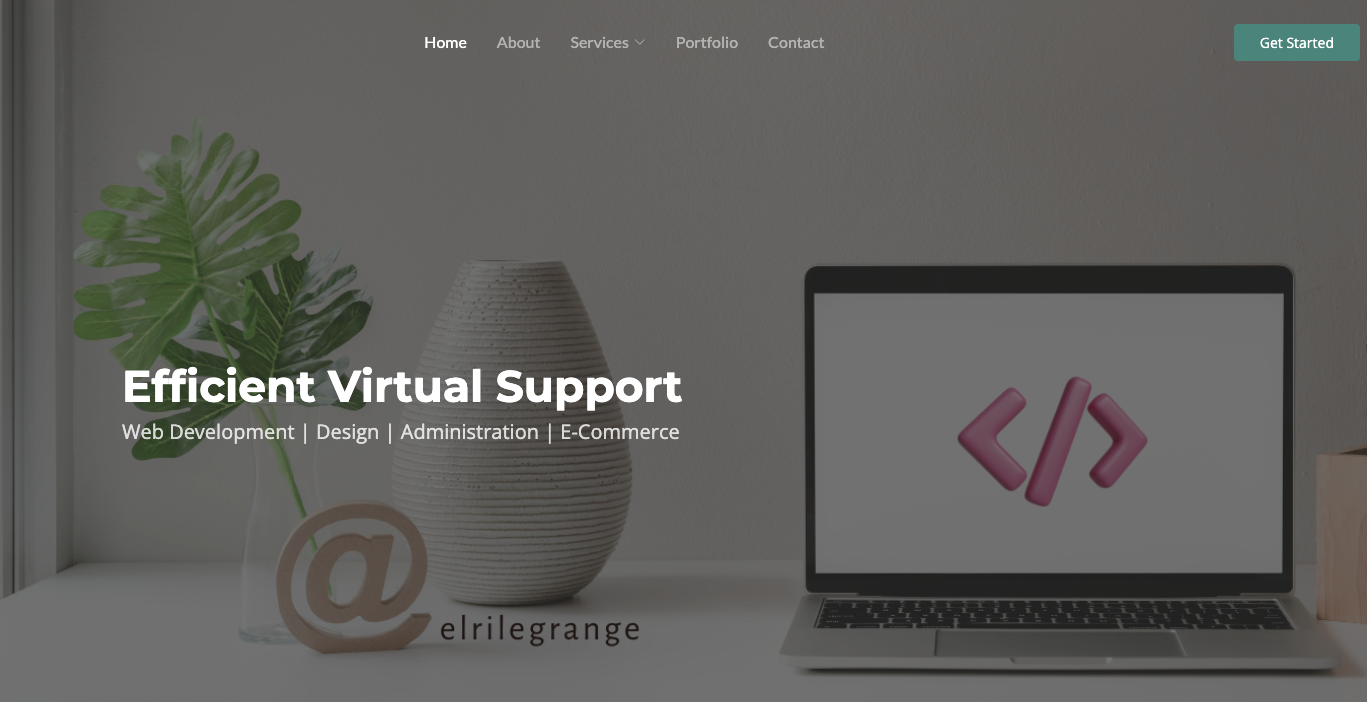 Home About Services Portfolio Contact Get Started
Efficient Virtual Support
Web Development | Design | Administration | E-Commerce
</>
@elrilegrange